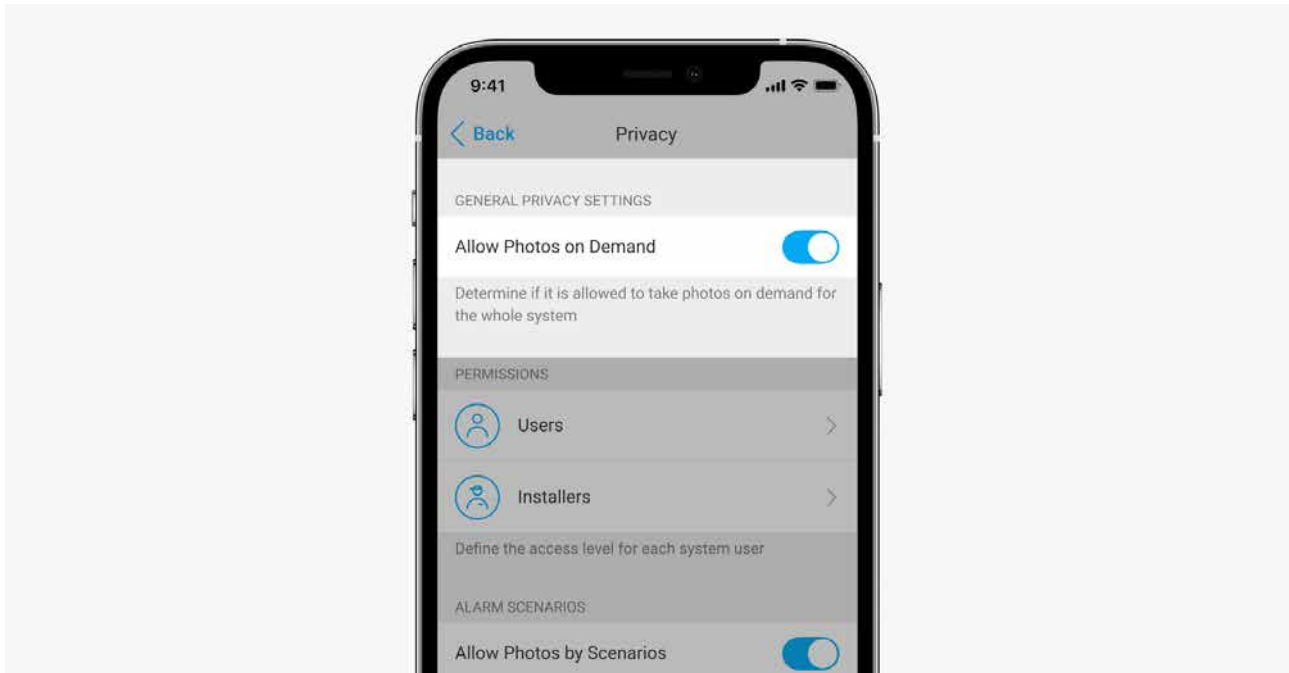 9:41
Back
Privacy
GENERAL PRIVACY SETTINGS
Allow Photos on Demand
Determine if it is allowed to take photos on demand for
the whole system
PERMISSIONS
Users
Installers
Define the access level for each system user
ALARM SCENARIOS
Allow Photos by Scenarios